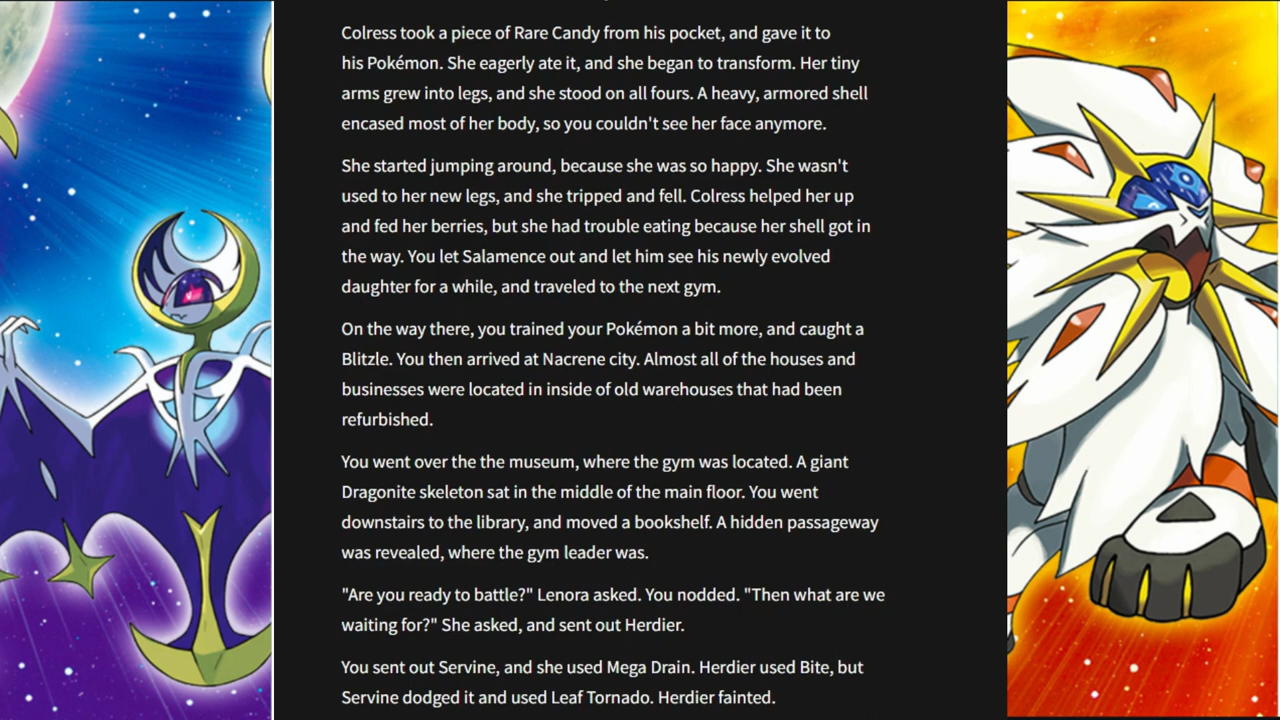 Colress took a piece of Rare Candy from his pocket, and gave it to
his Pokémon. She eagerly ate it, and she began to transform. Her tiny
arms grew into legs, and she stood on all fours. A heavy, armored shell
encased most of her body, so you couldn't see her face anymore.
She started jumping around, because she was so happy. She wasn't
used to her new legs, and she tripped and fell. Colress helped her up
and fed her berries, but she had trouble eating because her shell got in
the way. You let Salamence out and let him see his newly evolved
daughter for a while, and traveled to the next gym.
On the way there, you trained your Pokémon a bit more, and caught a
Blitzle. You then arrived at Nacrene city. Almost all of the houses and
businesses were located in inside of old warehouses that had been
refurbished.
You went over the the museum, where the gym was located. A giant
Dragonite skeleton sat in the middle of the main floor. You went
downstairs to the library, and moved a bookshelf. A hidden passageway
was revealed, where the gym leader was.
"Are you ready to battle?" Lenora asked. You nodded. "Then what are we
waiting for?" She asked, and sent out Herdier.
You sent out Servine, and she used Mega Drain. Herdier used Bite, but
Servine dodged it and used Leaf Tornado. Herdier fainted.